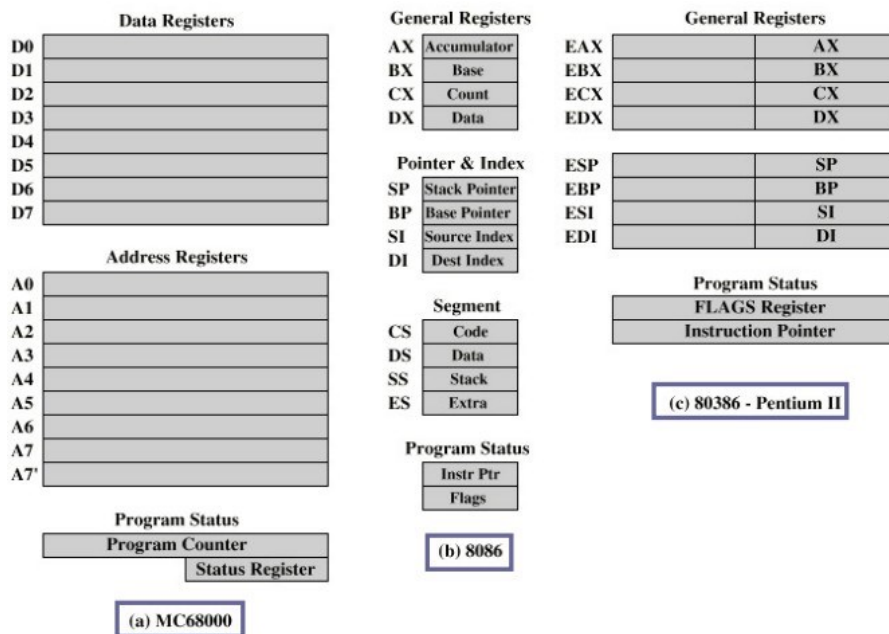 Data Registers
D0
D1
D2
D3
D4
D5
D6
D7
Address Registers
A0
A1
A2
A3
A4
A5
A6
A7
A7'
Program Status
Program Counter
Status Register
(a) MC68000
General Registers
AX Accumulator
BX Base
CX Count
DX Data
Pointer & Index
SP Stack Pointer
BP Base Pointer
SI Source Index
DI Dest Index
Segment
CS Code
DS Data
SS Stack
ES Extra
Program Status
Instr Ptr
Flags
(b) 8086
General Registers
EAX AX
EBX BX
ECX CX
EDX DX
ESP SP
EBP BP
ESI SI
EDI DI
Program Status
FLAGS Register
Instruction Pointer
(c) 80386 - Pentium II